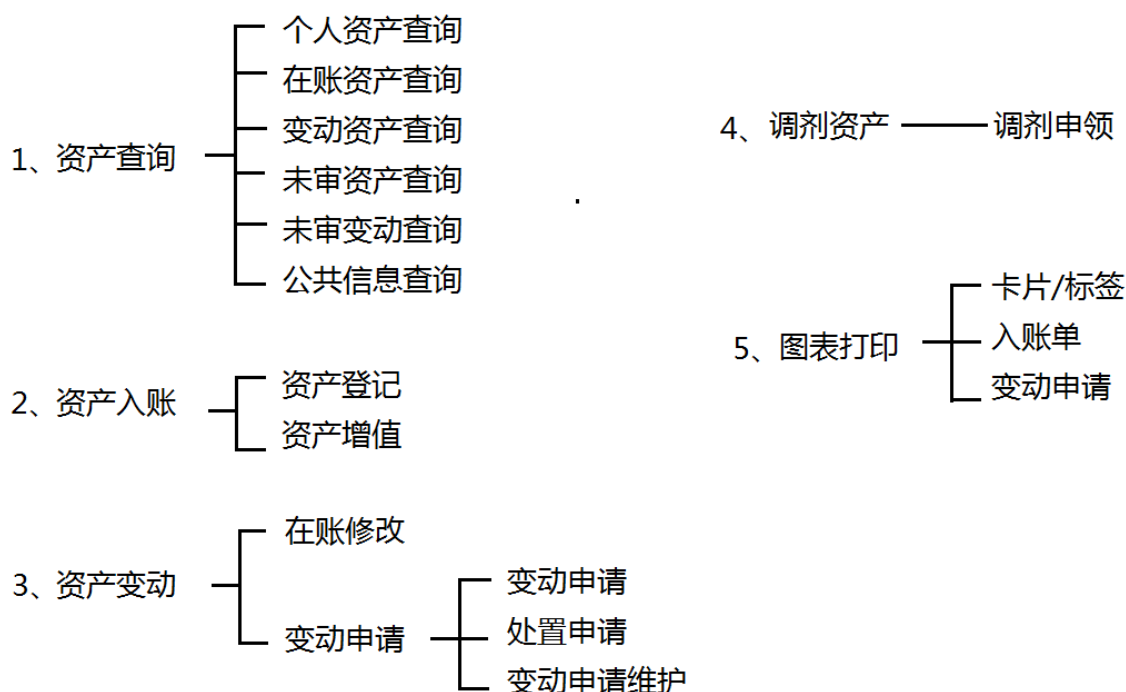 1、资产查询
个人资产查询
在账资产查询
变动资产查询
未审资产查询
未审变动查询
公共信息查询
2、资产入账
资产登记
资产增值
3、资产变动
在账修改
变动申请
变动申请
处置申请
变动申请维护
4、调剂资产
调剂申领
5、图表打印
卡片/标签
入账单
变动申请